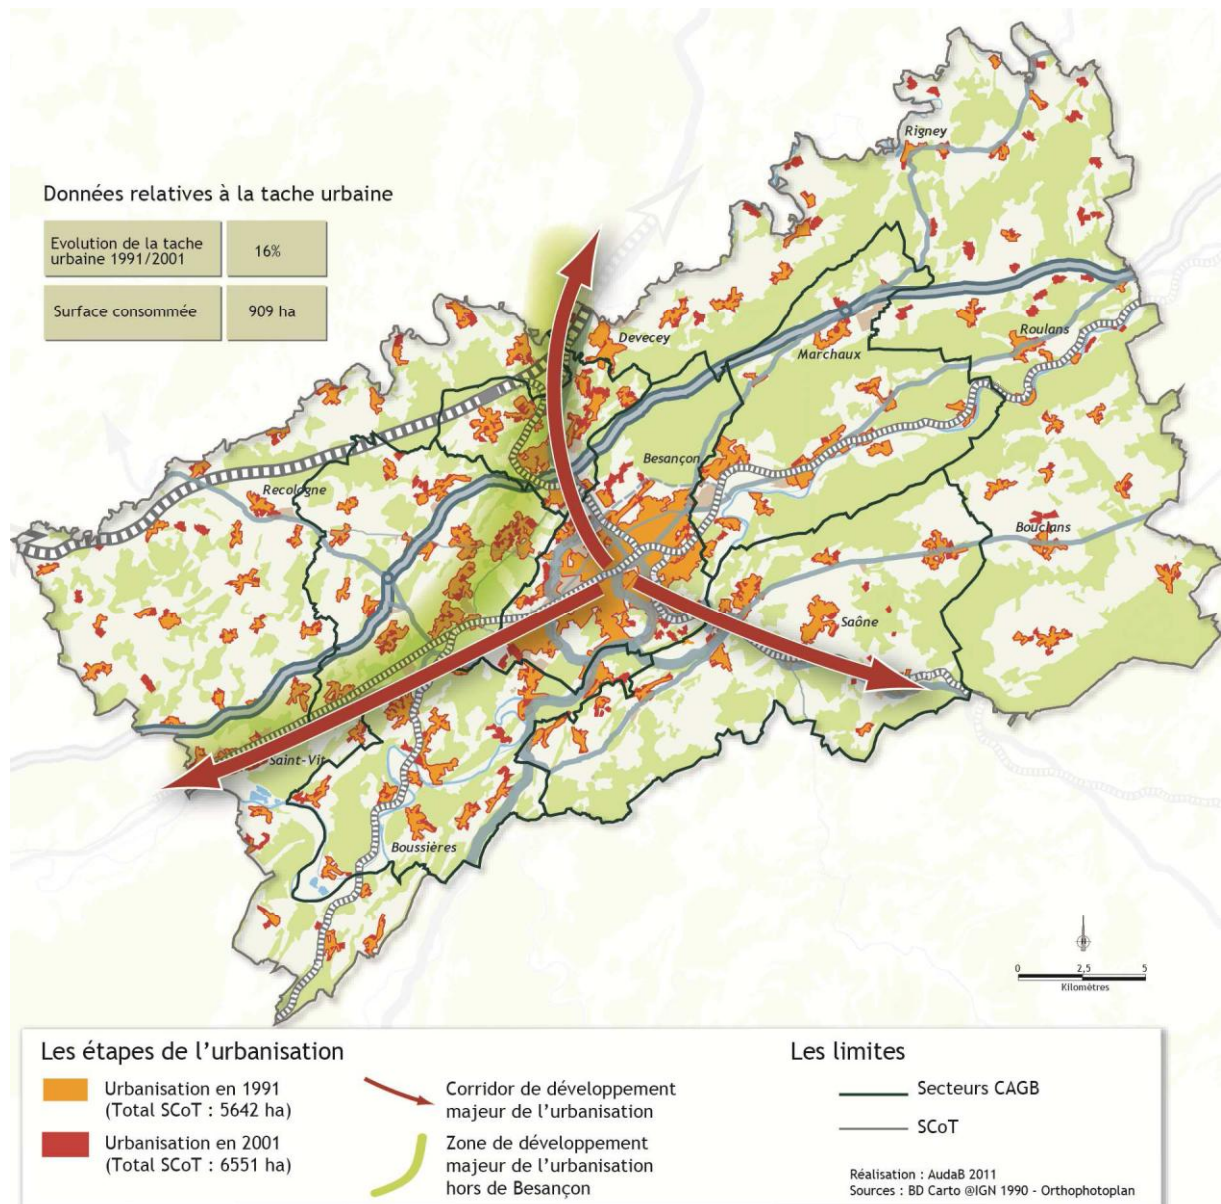 Données relatives à la tache urbaine
Evolution de la tache
urbaine 1991/2001
16%
Surface consommée
909 ha
Rigney
Devecey
Marchaux
Roulans
Besançon
Recologne
Bouclans
Saône
Saint-Vit
Boussières
0
2,5
5
Kilomètres
Les étapes de l'urbanisation
Urbanisation en 1991
(Total SCoT : 5642 ha)
Urbanisation en 2001
(Total SCoT : 6551 ha)
Corridor de développement
majeur de l'urbanisation
Zone de développement
majeur de l'urbanisation
hors de Besançon
Les limites
Secteurs CAGB
SCoT
Réalisation : AudaB 2011
Sources : BD Carto @IGN 1990 - Orthophotoplan